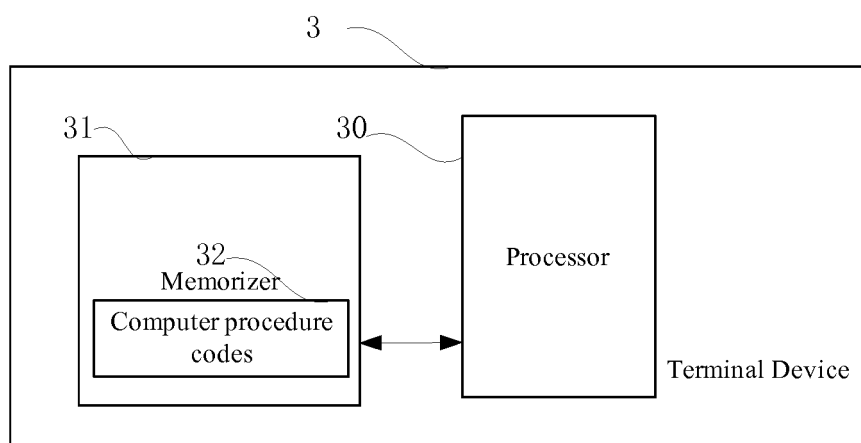 3
31
30
32
Memorizer
Computer procedure
codes
Processor
Terminal Device